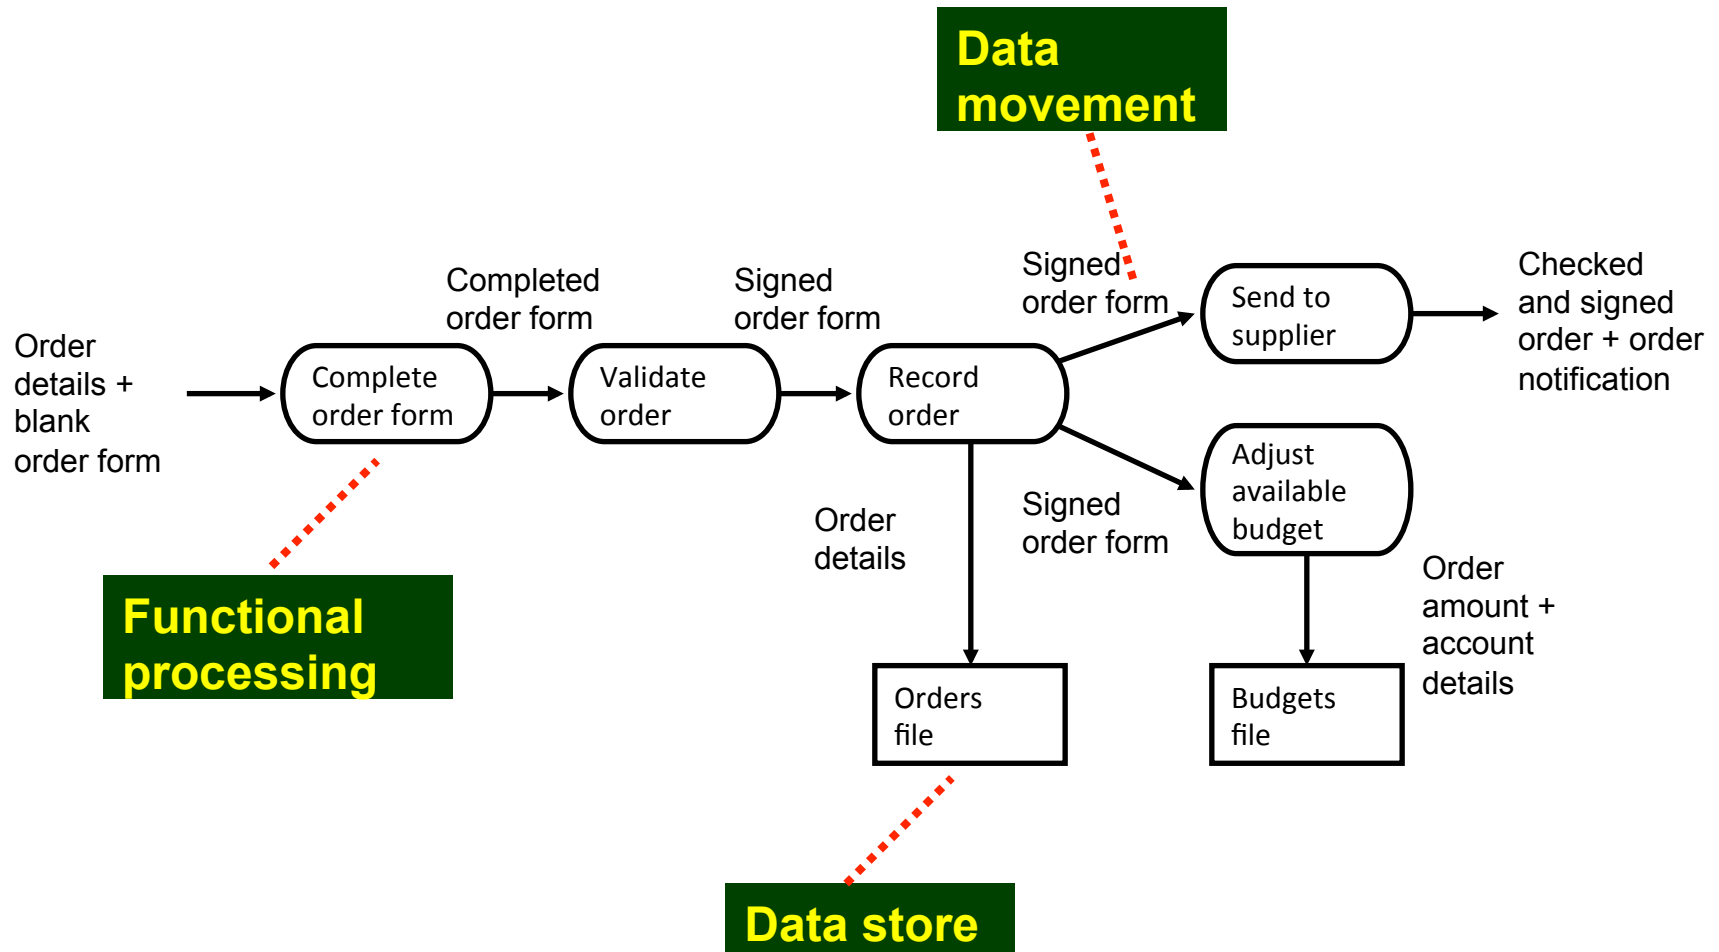 Data
movement
Completed
order form
Signed
order form
Signed
order form
Checked
and signed
order + order
notification
Order
details +
blank
order form
Complete
order form
Validate
order
Record
order
Send to
supplier
Adjust
available
budget
Order
details
Signed
order form
Order
amount +
account
details
Functional
processing
Orders
file
Budgets
file
Data store